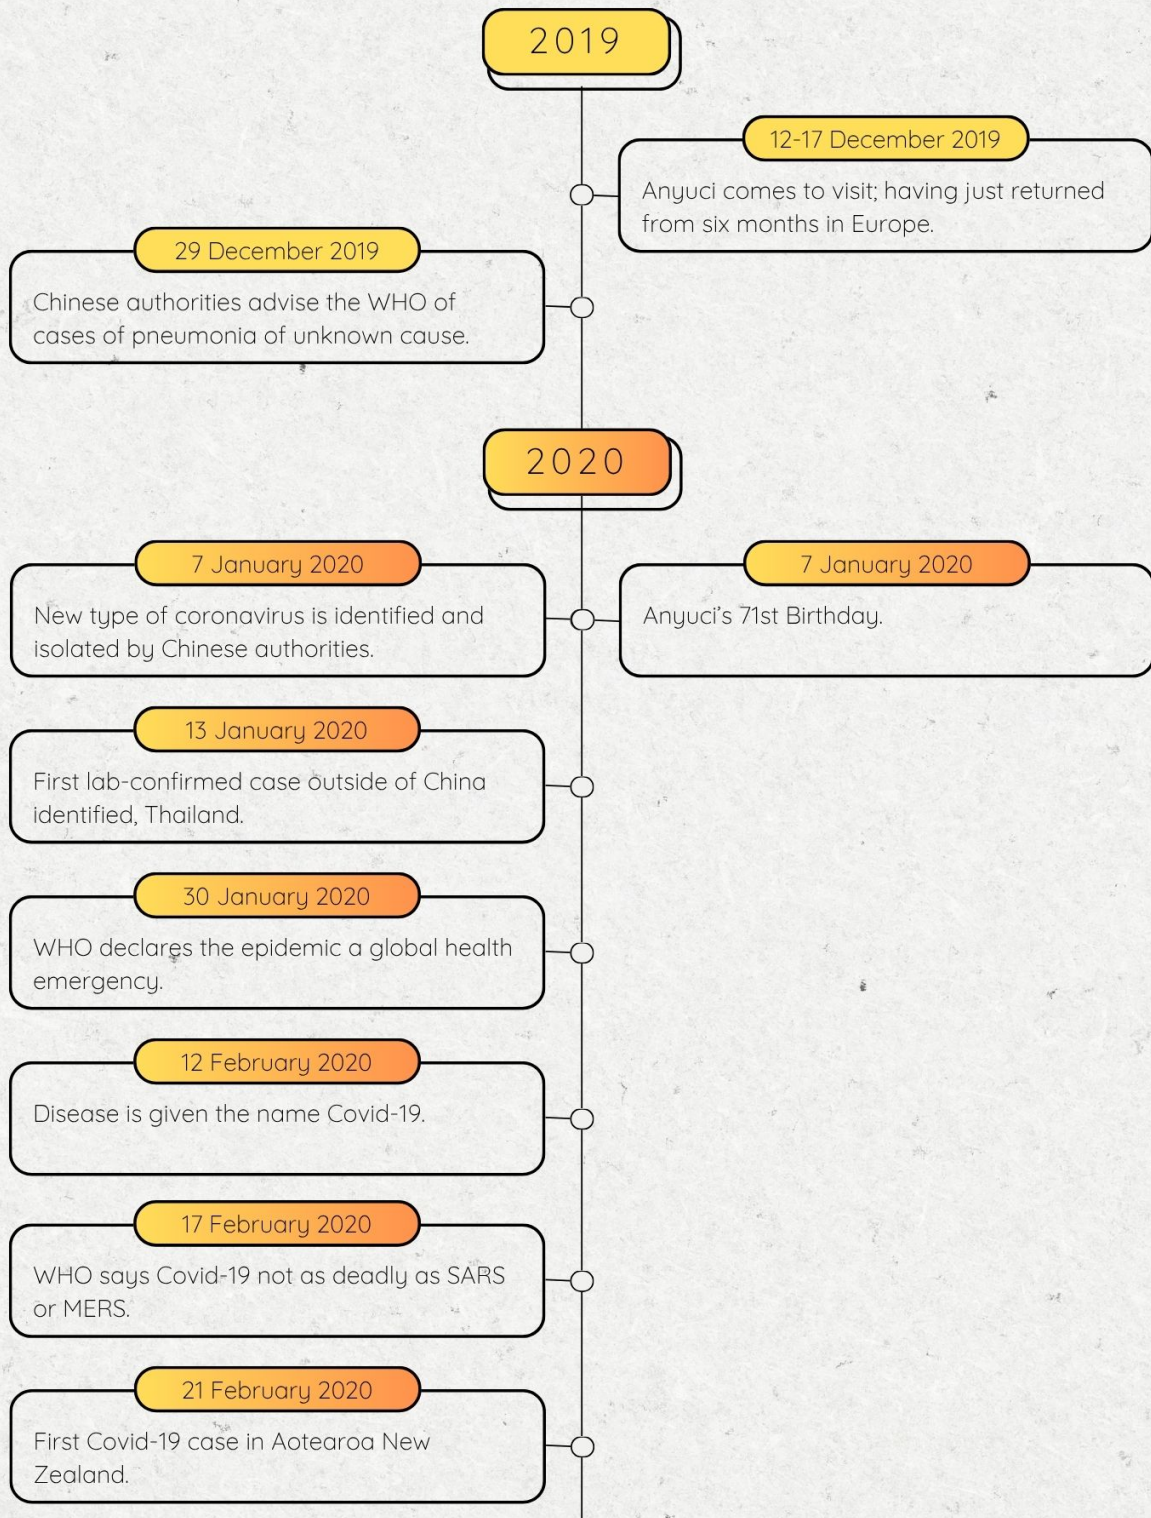 2019
12-17 December 2019
Anyuci comes to visit; having just returned
from six months in Europe.
29 December 2019
Chinese authorities advise the WHO of
cases of pneumonia of unknown cause.
2020
7 January 2020
New type of coronavirus is identified and
isolated by Chinese authorities.
7 January 2020
Anyuci’s 71st Birthday.
13 January 2020
First lab-confirmed case outside of China
identified, Thailand.
30 January 2020
WHO declares the epidemic a global health
emergency.
12 February 2020
Disease is given the name Covid-19.
17 February 2020
WHO says Covid-19 not as deadly as SARS
or MERS.
21 February 2020
First Covid-19 case in Aotearoa New
Zealand.